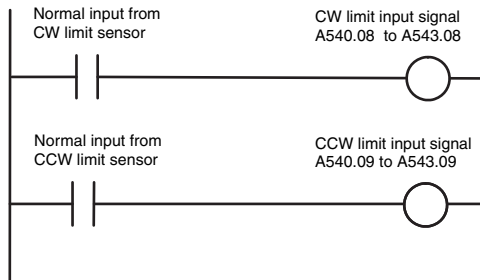 Normal input from
CW limit sensor
CW limit input signal
A540.08 to A543.08
Normal input from
CCW limit sensor
CCW limit input signal
A540.09 to A543.09